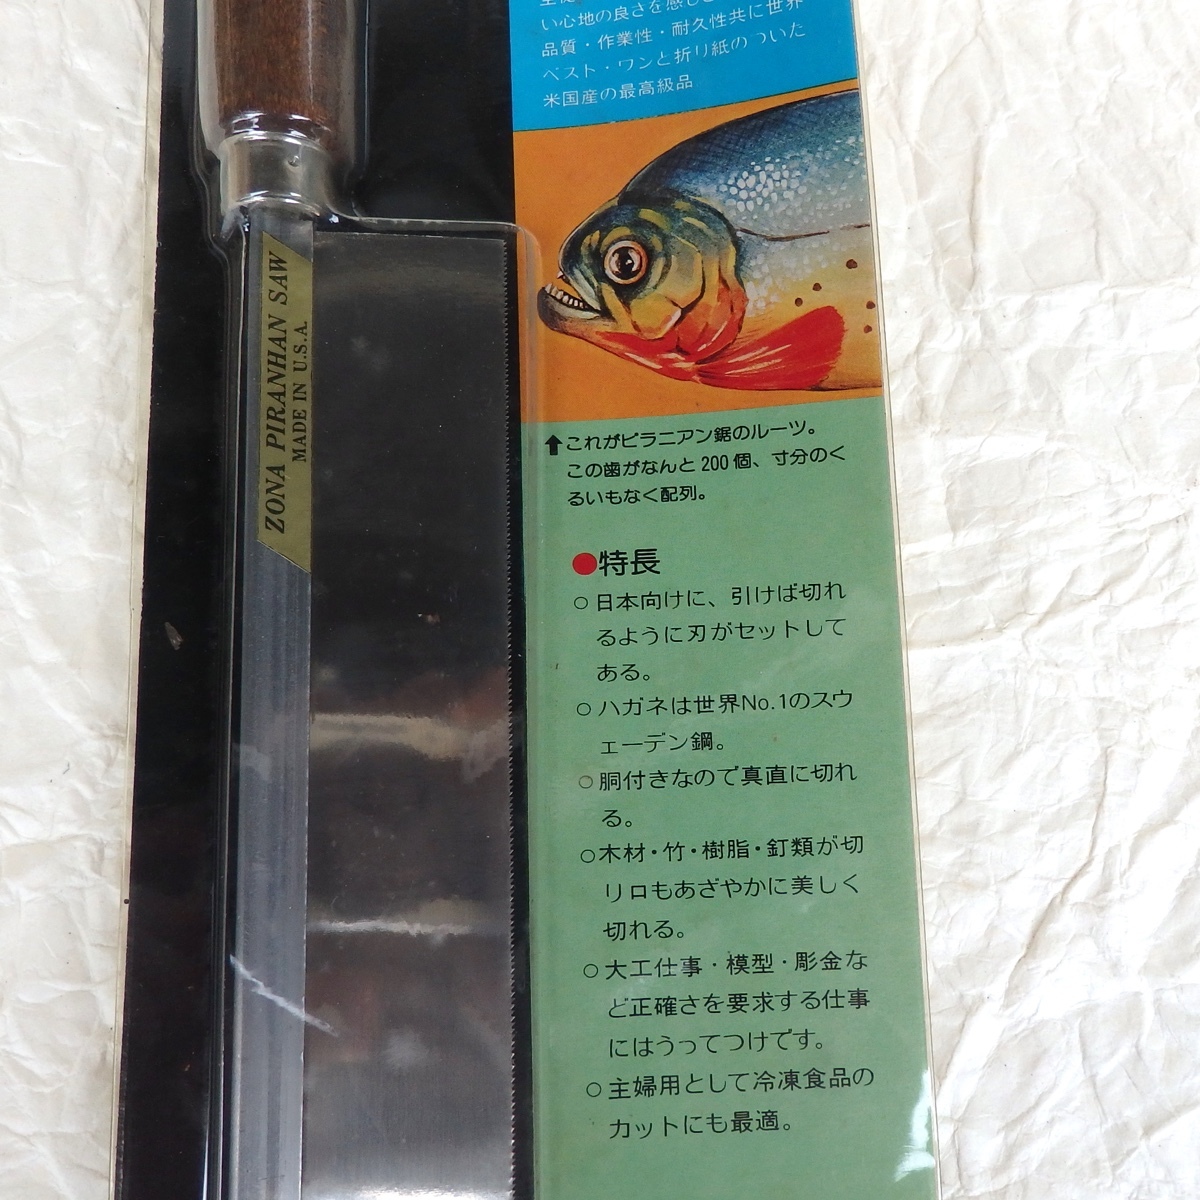 い心地の良さを感じ
品質・作業性・耐久性共に世界
ベスト・ワンと折り紙のついた
米国産の最高級品
ZONA PIRANHAN SAW
MADE IN U.S.A.
⬆これがピラニアン鋸のルーツ。
この歯がなんと200個、寸分のく
るいもなく配列。
●特長
○日本向けに、引けば切れ
るように刃がセットして
ある。
○ハガネは世界No.1のスウ
ェーデン鋼。
○胴付きなので真直に切れ
る。
○木材・竹・樹脂・釘類が切
リロもあざやかに美しく
切れる。
○大工仕事・模型・彫金な
ど正確さを要求する仕事
にはうってつけです。
○主婦用として冷凍食品の
カットにも最適。